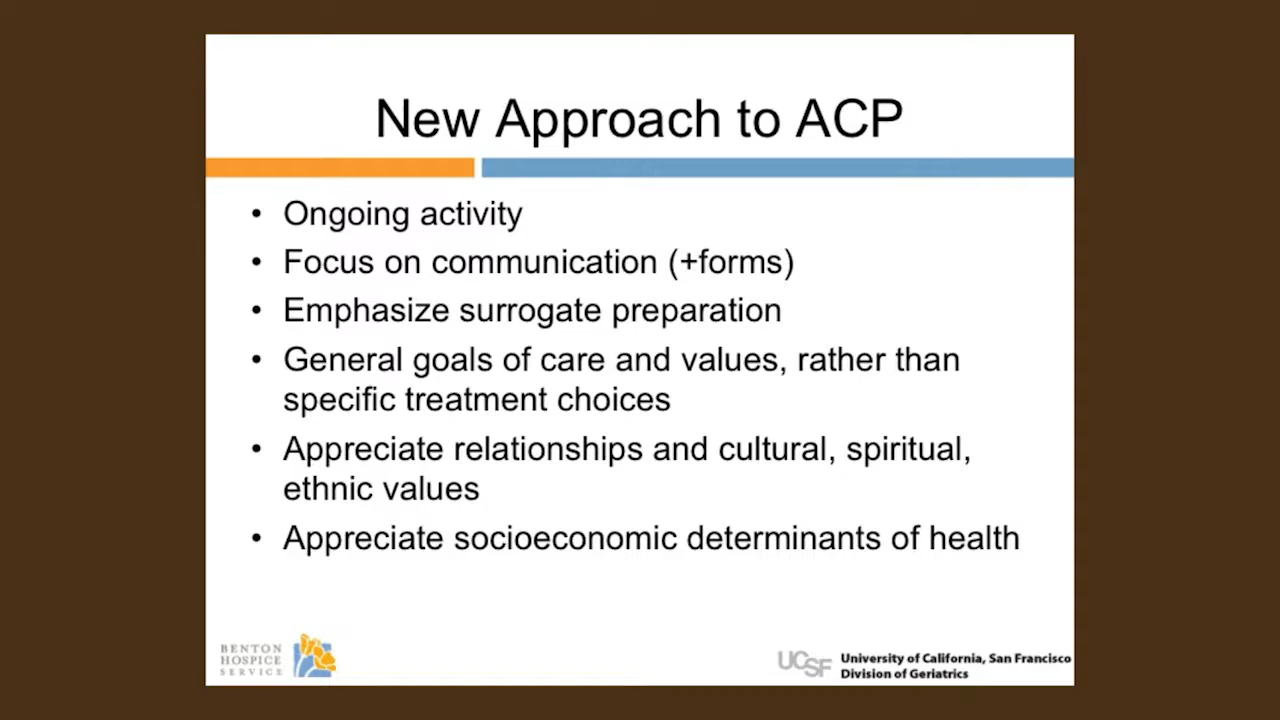 New Approach to ACP
• Ongoing activity
• Focus on communication (+forms)
• Emphasize surrogate preparation
• General goals of care and values, rather than
specific treatment choices
• Appreciate relationships and cultural, spiritual,
ethnic values
• Appreciate socioeconomic determinants of health
BENTON
HOSPICE
SERVICE
UCSF
University of California, San Francisco
Division of Geriatrics